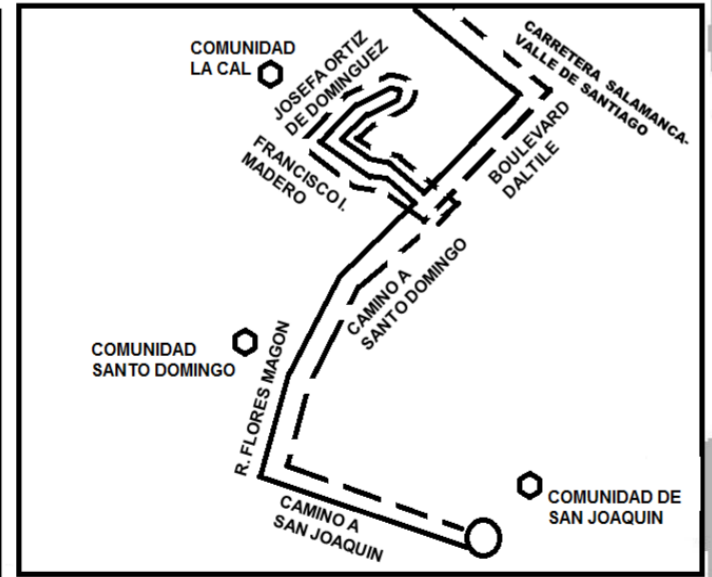 COMUNIDAD
LA CAL
JOSEFA ORTIZ
DE DOMINGUEZ
CARRETERA SALAMANCA-
VALLE DE SANTIAGO
FRANCISCO I.
MADERO
BOULEVARD
DALTILE
CAMINO A
SANTO DOMINGO
COMUNIDAD
SANTO DOMINGO
R. FLORES MAGON
CAMINO A
SAN JOAQUIN
COMUNIDAD DE
SAN JOAQUIN